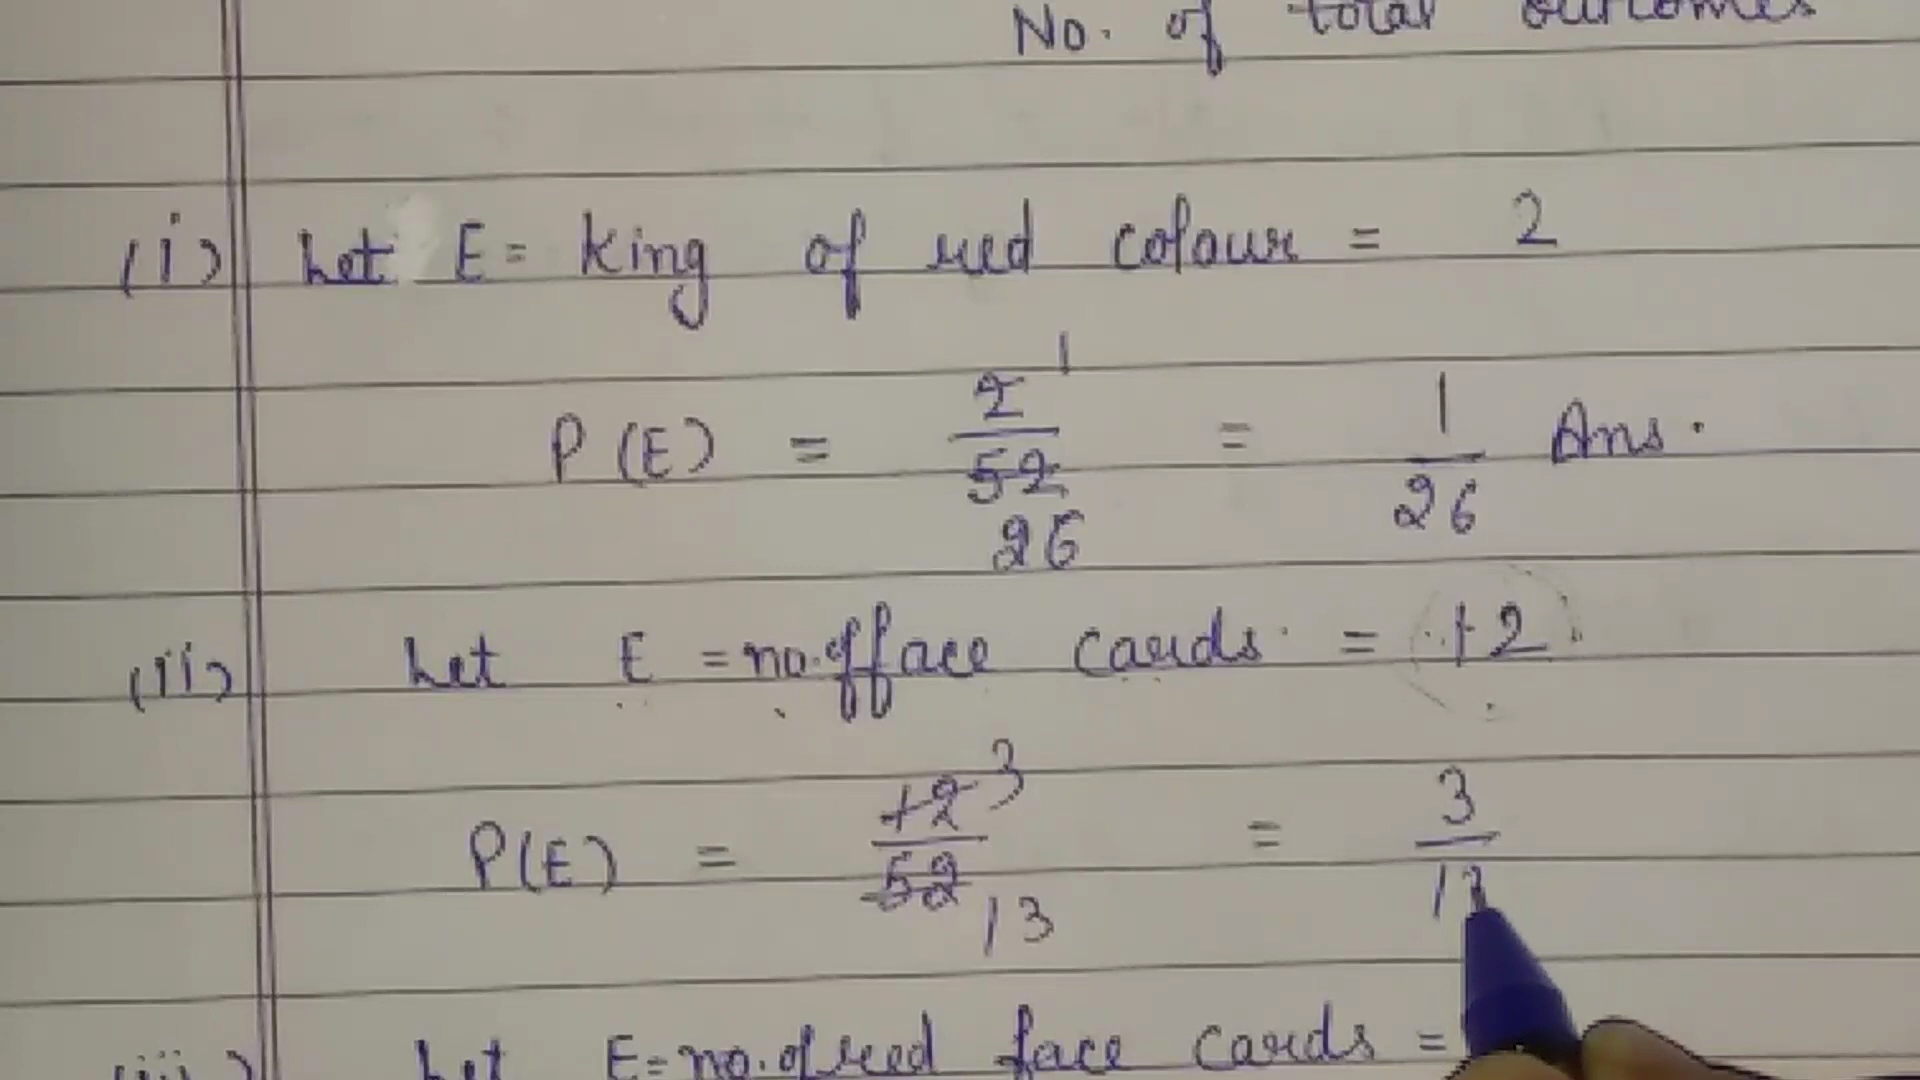 No. of total outcomes
(i) Let E = King of red colour = 2
P(E) = 2/52 1 26 = 1/26 Ans.
(ii) Let E = no. of face cards = 12
P(E) = 12/52 3 13 = 3/13
(iii) Let E = no. of red face cards =